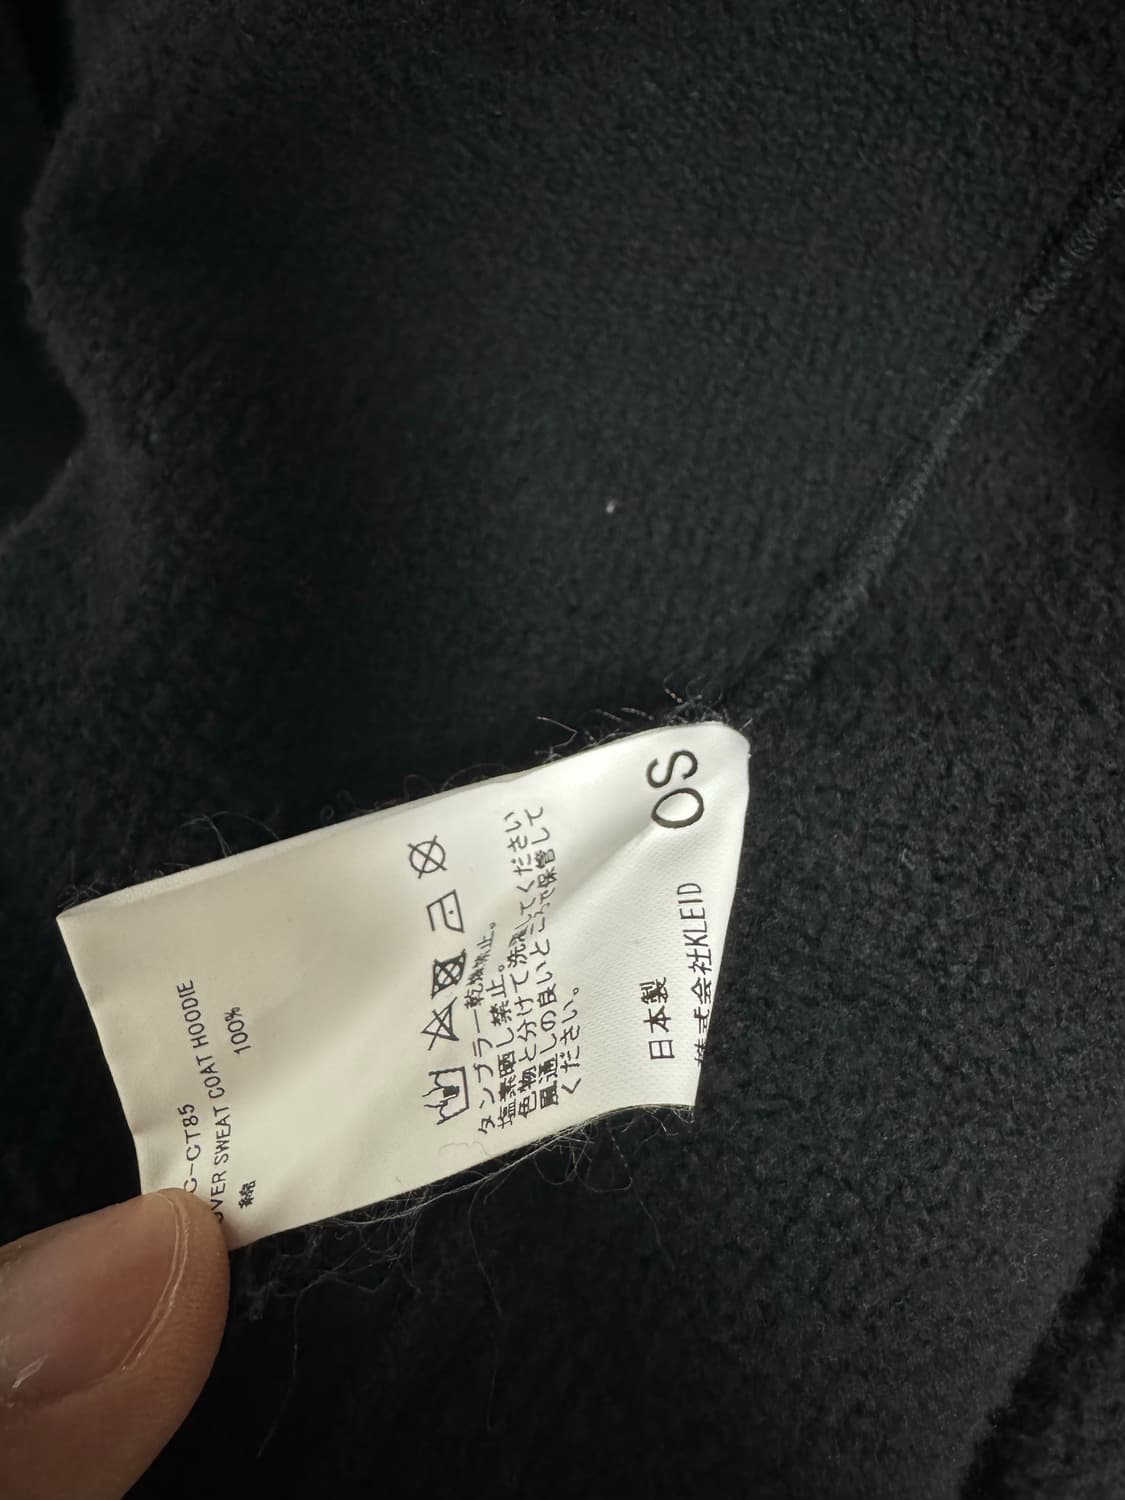 C-CT85
OVER SWEAT COAT HOODIE
綿 100%
タンブラー乾燥禁止。
塩素晒し禁止。
色物と分けて洗濯してください
風通しの良いところで保管して
ください。
日本製
株式会社KLEID
OS